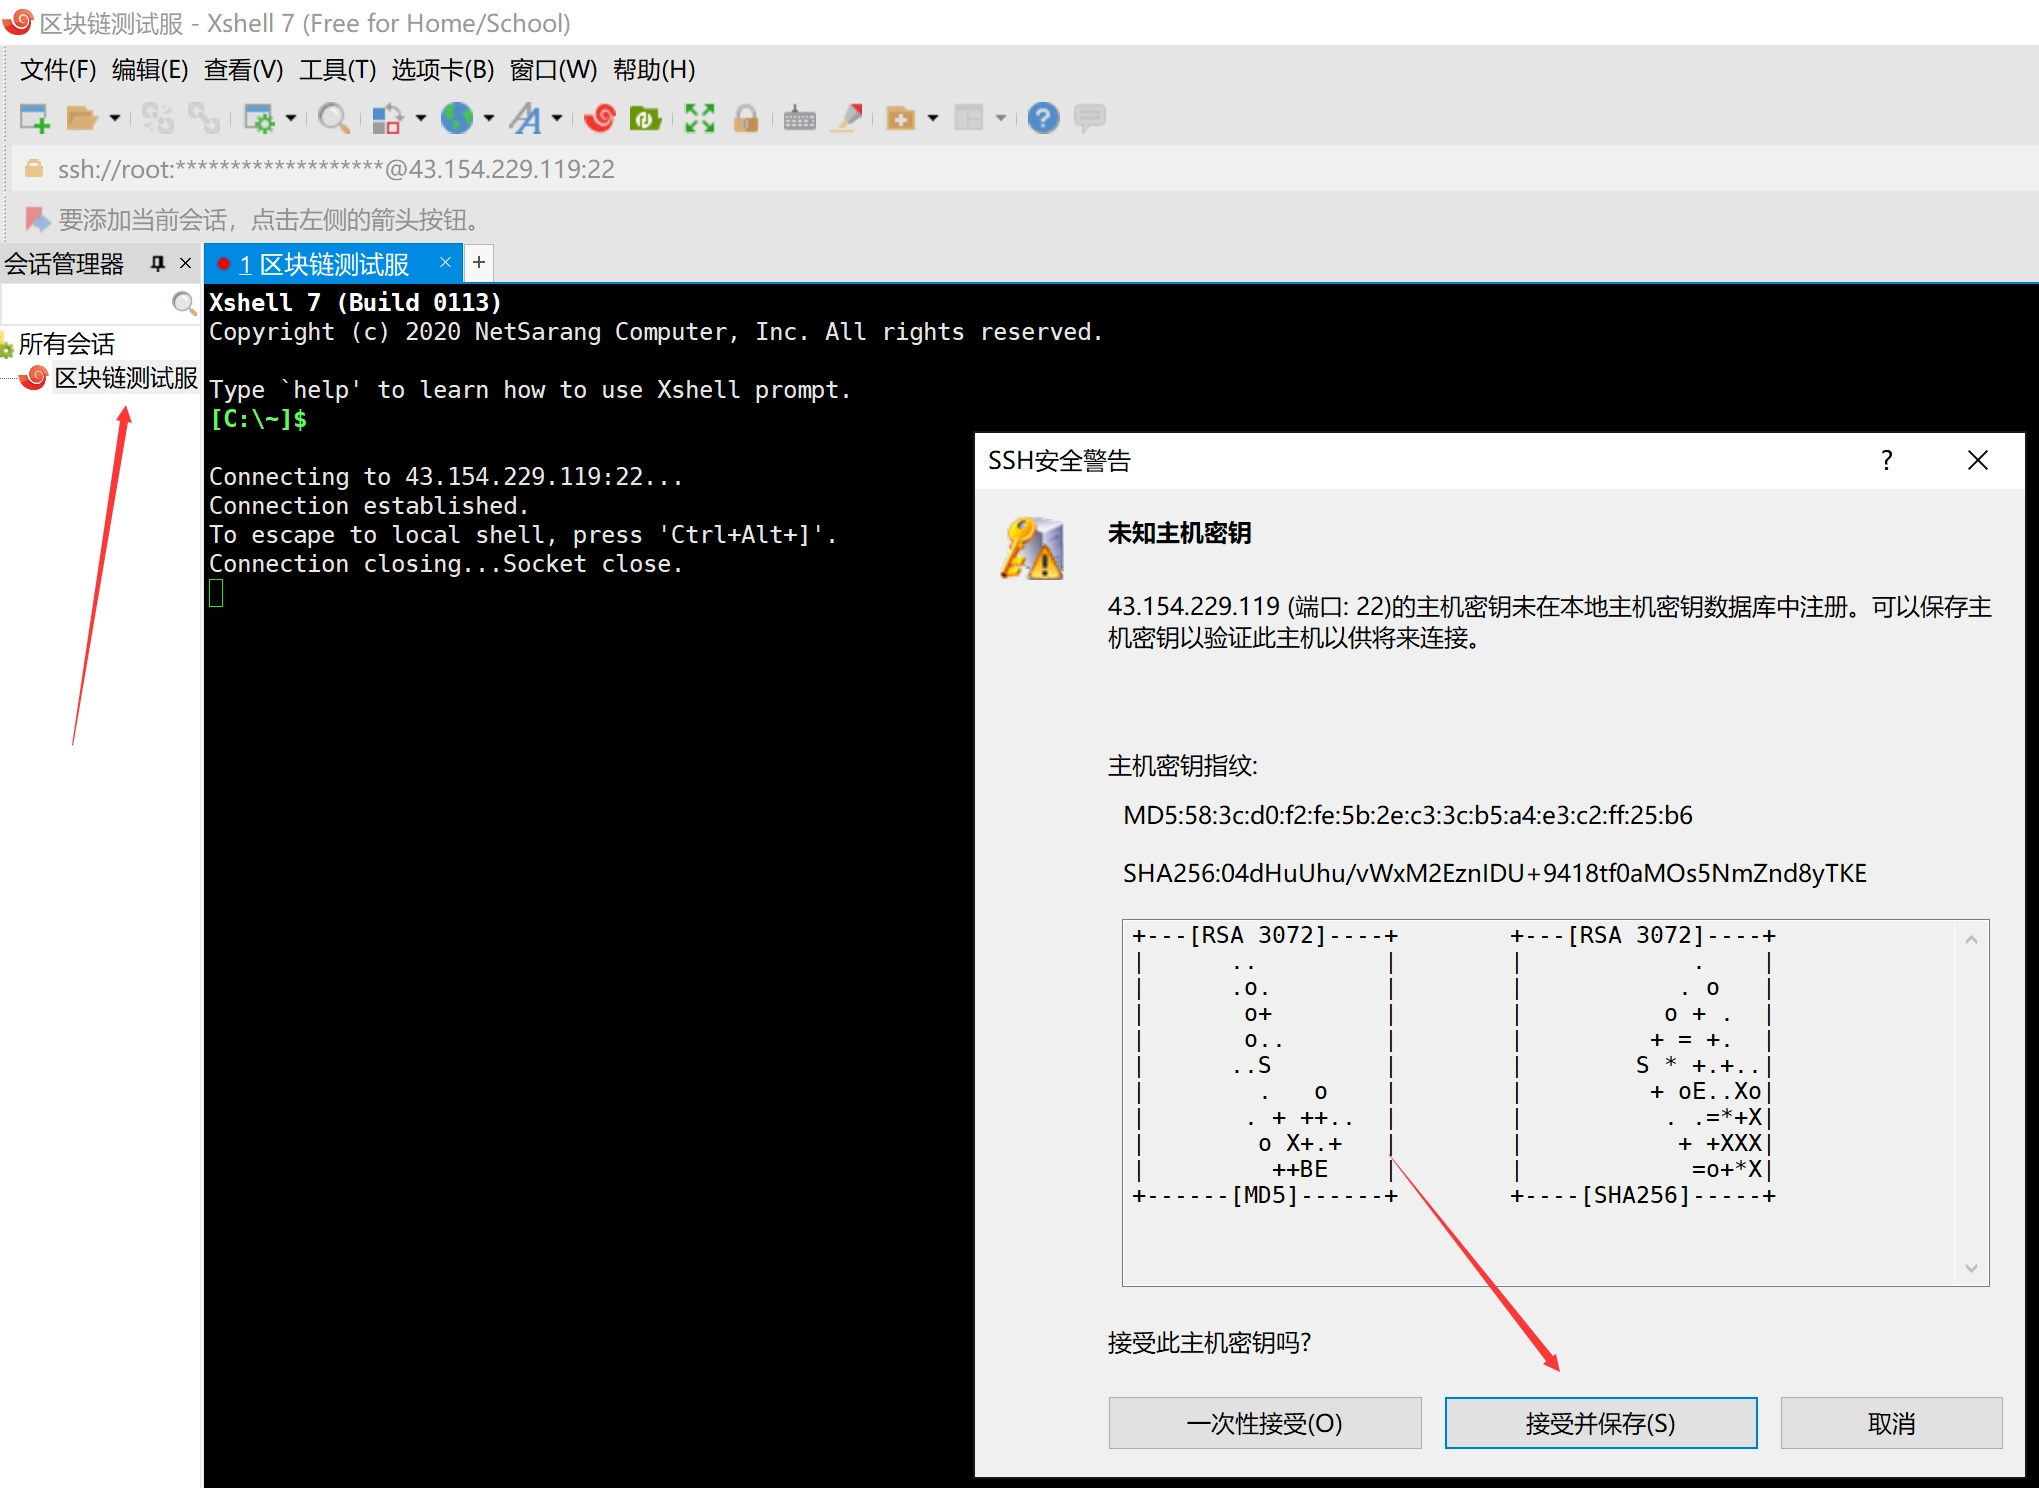 区块链测试服 - Xshell 7 (Free for Home/School)
文件(F) 编辑(E) 查看(V) 工具(T) 选项卡(B) 窗口(W) 帮助(H)
ssh://root:*******************@43.154.229.119:22
要添加当前会话，点击左侧的箭头按钮。
会话管理器
1 区块链测试服
所有会话
区块链测试服
Xshell 7 (Build 0113)
Copyright (c) 2020 NetSarang Computer, Inc. All rights reserved.
Type `help' to learn how to use Xshell prompt.
[C:\~]$
Connecting to 43.154.229.119:22...
Connection established.
To escape to local shell, press 'Ctrl+Alt+]'.
Connection closing...Socket close.
SSH安全警告
未知主机密钥
43.154.229.119 (端口: 22)的主机密钥未在本地主机密钥数据库中注册。可以保存主
机密钥以验证此主机以供将来连接。
主机密钥指纹:
MD5:58:3c:d0:f2:fe:5b:2e:c3:3c:b5:a4:e3:c2:ff:25:b6
SHA256:04dHuUhu/vWxM2EznIDU+9418tf0aMOs5NmZnd8yTKE
+---[RSA 3072]----+        +---[RSA 3072]----+
|      ..         |        |            .    |
|      .o.        |        |           . o   |
|       o+        |        |          o + .  |
|       o..       |        |         + = +.  |
|      ..S        |        |        S * +.+..|
|        .   o    |        |         + oE..Xo|
|       . + ++..  |        |          . .=*+X|
|        o X+.+   |        |           + +XXX|
|         ++BE    |        |            =o+*X|
+------[MD5]------+        +----[SHA256]-----+
接受此主机密钥吗?
一次性接受(O)
接受并保存(S)
取消